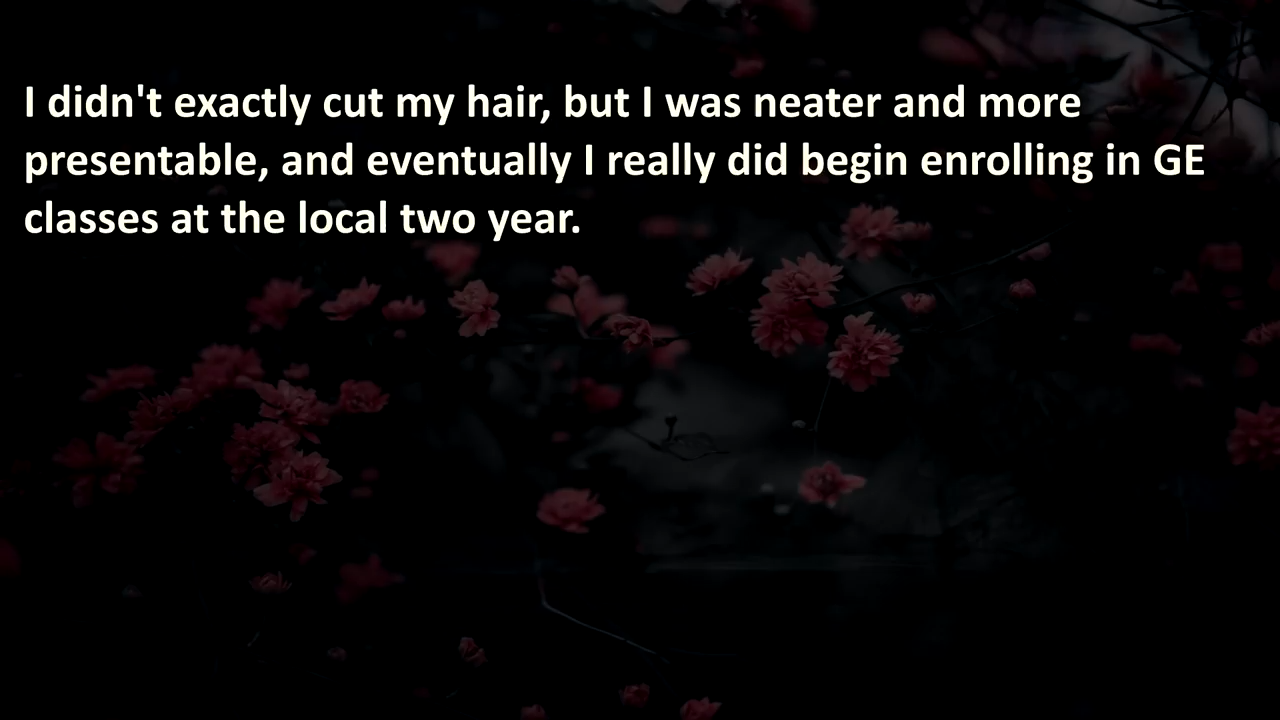 I didn't exactly cut my hair, but I was neater and more
presentable, and eventually I really did begin enrolling in GE
classes at the local two year.